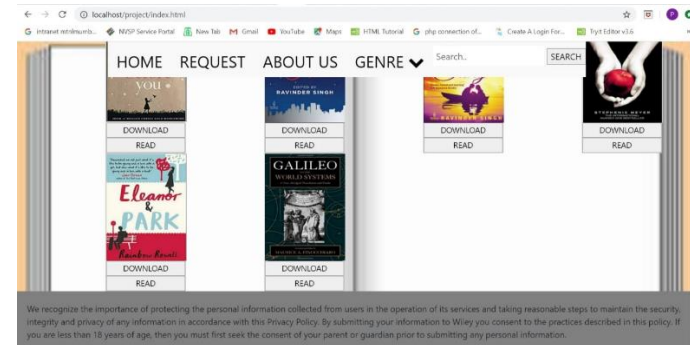 localhost/project/index.html
NVSP Service Portal New Tab Gmail YouTube Maps HTML Tutorial php connection of... Create A Login For... Tryit Editor v3.6
HOME REQUEST ABOUT US GENRE Search.. SEARCH
you
RAVINDER SINGH
RAVINDER SINGH
STEPHENIE MEYER
DOWNLOAD DOWNLOAD DOWNLOAD DOWNLOAD
READ READ READ READ
Eleanor
&
PARK
Rainbow Rowell
GALILEO
WORLD SYSTEMS
DOWNLOAD DOWNLOAD
READ READ
We recognize the importance of protecting the personal information collected from users in the operation of its services and taking reasonable steps to maintain the security,
integrity and privacy of any information in accordance with this Privacy Policy. By submitting your information to Wiley you consent to the practices described in this policy. If
you are less than 18 years of age, then you must first seek the consent of your parent or guardian prior to submitting any personal information.